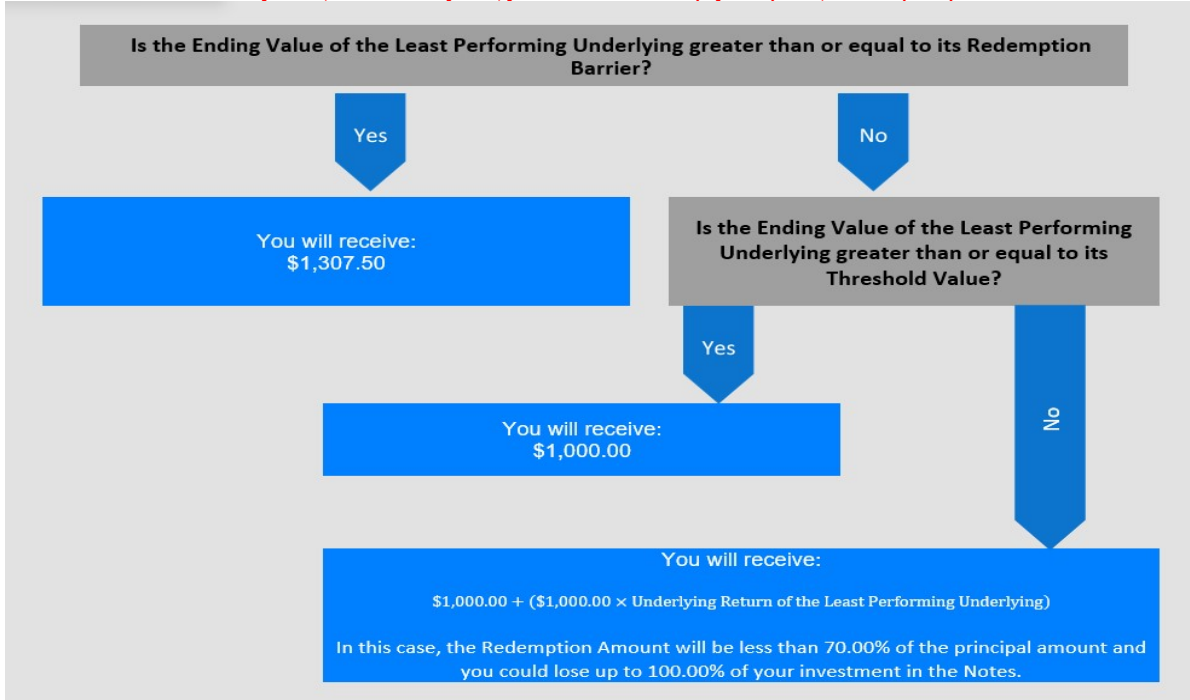 Is the Ending Value of the Least Performing Underlying greater than or equal to its Redemption
Barrier?
Yes
No
You will receive:
$1,307.50
Is the Ending Value of the Least Performing
Underlying greater than or equal to its
Threshold Value?
Yes
No
You will receive:
$1,000.00
You will receive:
$1,000.00 + ($1,000.00 × Underlying Return of the Least Performing Underlying)
In this case, the Redemption Amount will be less than 70.00% of the principal amount and
you could lose up to 100.00% of your investment in the Notes.